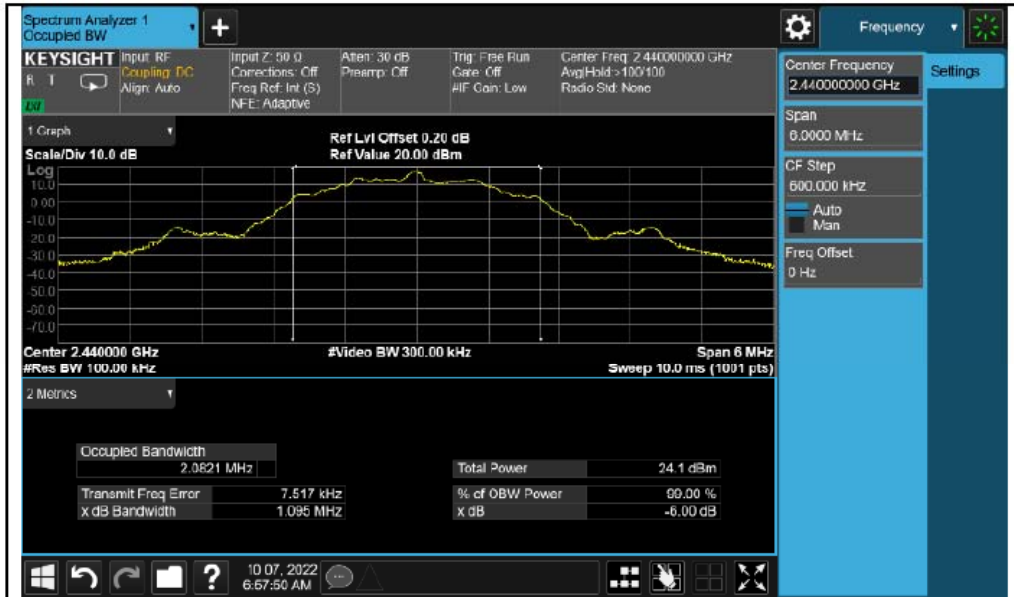 Spectrum Analyzer 1
Occupied BW
+
Frequency
KEYSIGHT
R T
Input: RF
Coupling: DC
Align: Auto
Input Z: 50 Ω
Corrections: Off
Freq Ref: Int (S)
NFE: Adaptive
Atten: 30 dB
Preamp: Off
Trig: Free Run
Gate: Off
#IF Gain: Low
Center Freq: 2.440000000 GHz
Avg|Hold:>100/100
Radio Std: None
Center Frequency
2.440000000 GHz
Settings
Span
6.0000 MHz
CF Step
600.000 kHz
Auto
Man
Freq Offset
0 Hz
1 Graph
Scale/Div 10.0 dB
Ref Lvl Offset 0.20 dB
Ref Value 20.00 dBm
Log
10.0
0.00
-10.0
-20.0
-30.0
-40.0
-50.0
-60.0
-70.0
Center 2.440000 GHz
#Video BW 300.00 kHz
Span 6 MHz
#Res BW 100.00 kHz
Sweep 10.0 ms (1001 pts)
2 Metrics
Occupied Bandwidth
2.0821 MHz
Total Power 24.1 dBm
Transmit Freq Error 7.517 kHz
% of OBW Power 99.00 %
x dB Bandwidth 1.095 MHz
x dB -6.00 dB
?
10 07, 2022
6:57:50 AM